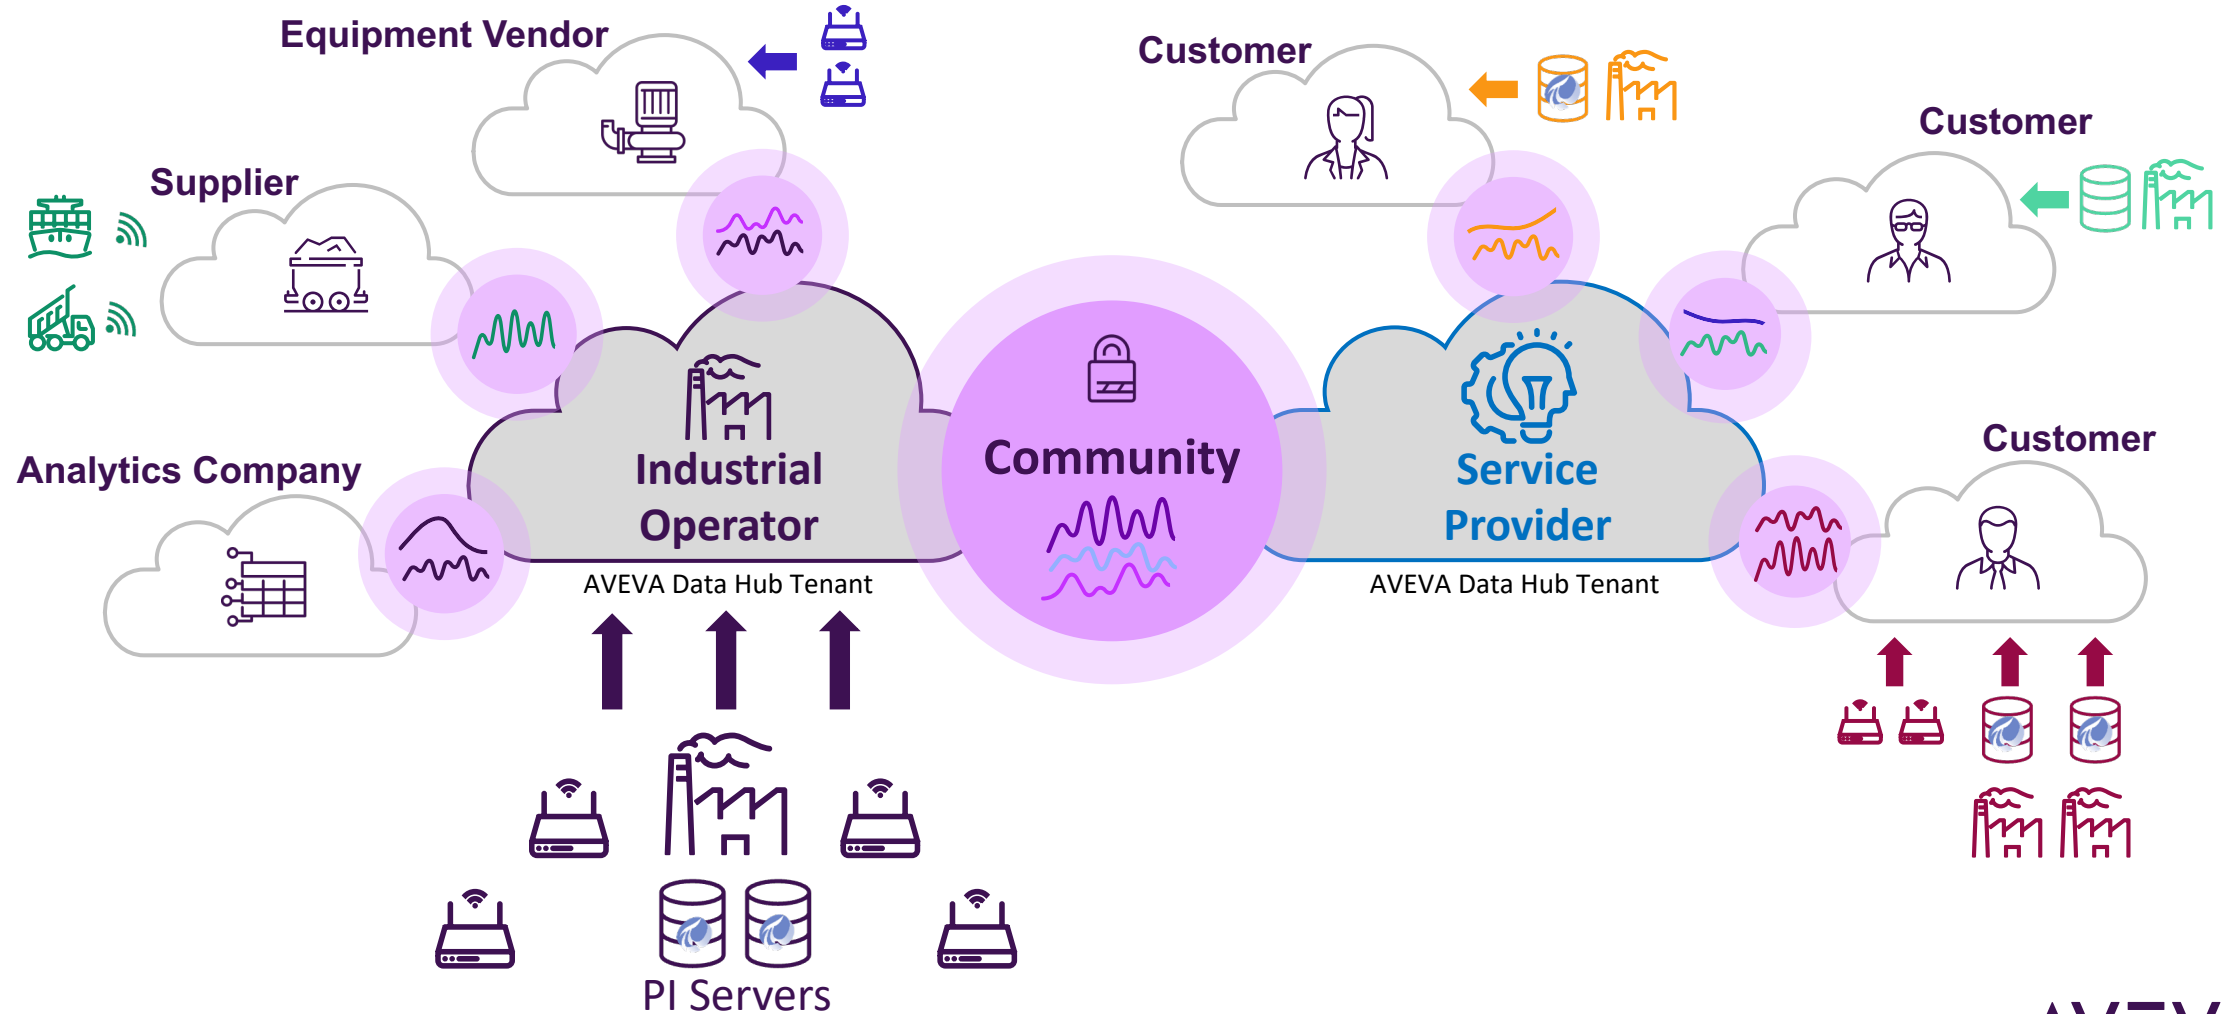 Equipment Vendor
Customer
Customer
Supplier
Community
Industrial
Operator
Service
Provider
Customer
Analytics Company
AVEVA Data Hub Tenant
AVEVA Data Hub Tenant
PI Servers